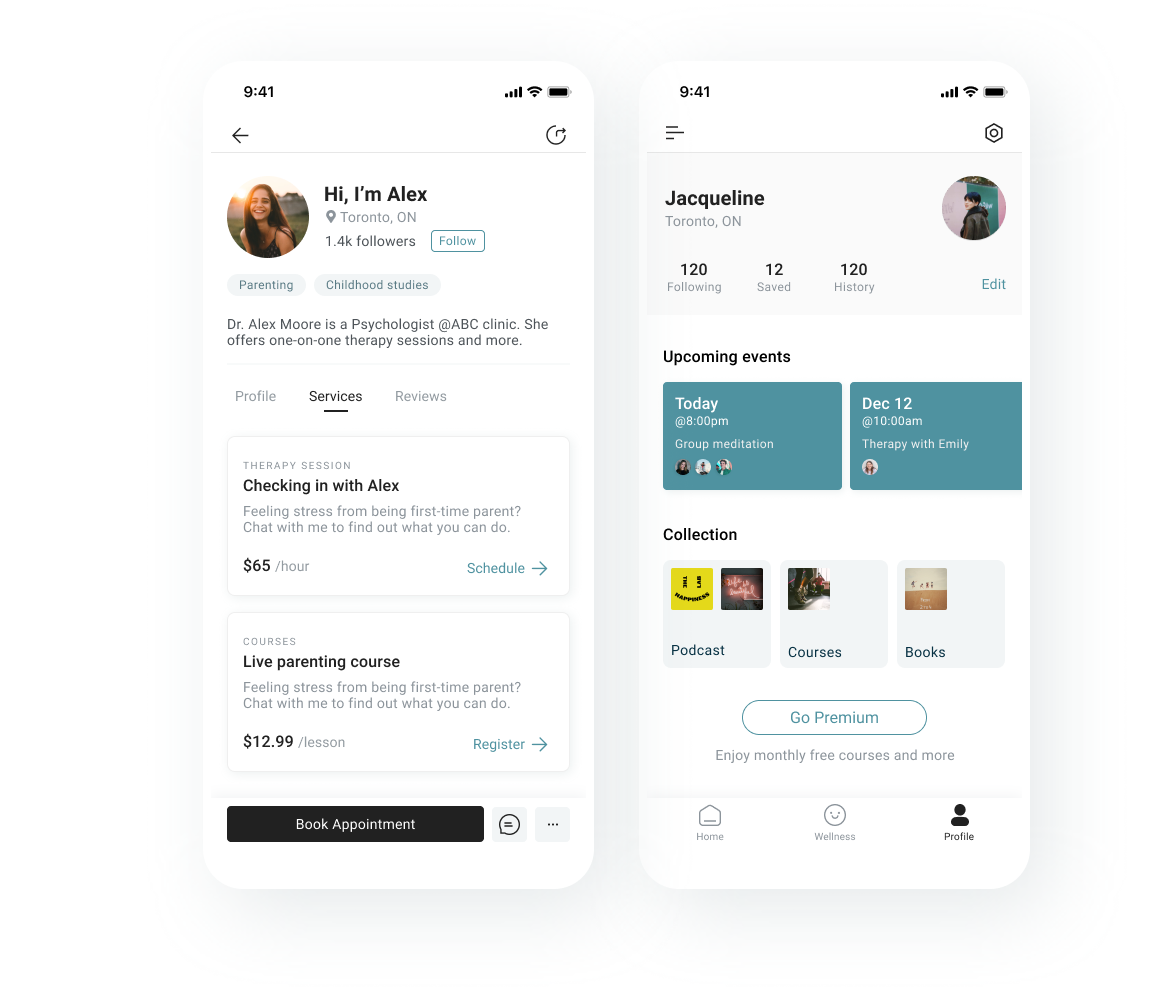 9:41
Hi, I’m Alex
Toronto, ON
1.4k followers
Follow
Parenting
Childhood studies
Dr. Alex Moore is a Psychologist @ABC clinic. She
offers one-on-one therapy sessions and more.
Profile
Services
Reviews
THERAPY SESSION
Checking in with Alex
Feeling stress from being first-time parent?
Chat with me to find out what you can do.
$65 /hour
Schedule
COURSES
Live parenting course
Feeling stress from being first-time parent?
Chat with me to find out what you can do.
$12.99 /lesson
Register
Book Appointment
9:41
Jacqueline
Toronto, ON
120
Following
12
Saved
120
History
Edit
Upcoming events
Today
@8:00pm
Group meditation
Dec 12
@10:00am
Therapy with Emily
Collection
THE
LAB
HAPPINESS
life is
beautiful
Podcast
Courses
Books
Go Premium
Enjoy monthly free courses and more
Home
Wellness
Profile